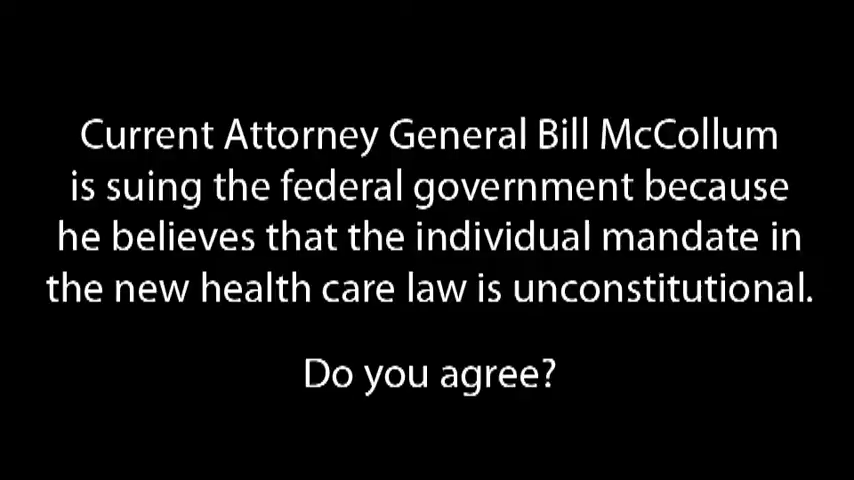 Current Attorney General Bill McCollum
is suing the federal government because
he believes that the individual mandate in
the new health care law is unconstitutional.
Do you agree?